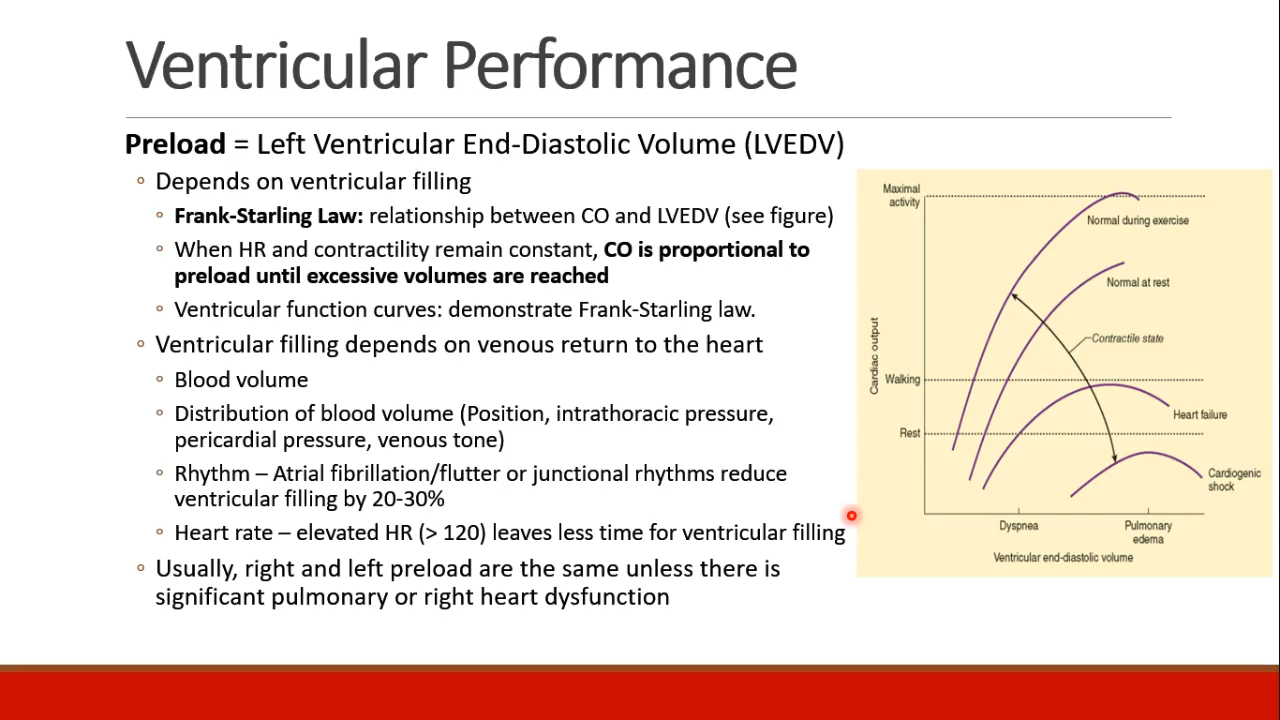 Ventricular Performance
Preload = Left Ventricular End-Diastolic Volume (LVEDV)
◦ Depends on ventricular filling
◦ Frank-Starling Law: relationship between CO and LVEDV (see figure)
◦ When HR and contractility remain constant, CO is proportional to
preload until excessive volumes are reached
◦ Ventricular function curves: demonstrate Frank-Starling law.
◦ Ventricular filling depends on venous return to the heart
◦ Blood volume
◦ Distribution of blood volume (Position, intrathoracic pressure,
pericardial pressure, venous tone)
◦ Rhythm – Atrial fibrillation/flutter or junctional rhythms reduce
ventricular filling by 20-30%
◦ Heart rate – elevated HR (> 120) leaves less time for ventricular filling
◦ Usually, right and left preload are the same unless there is
significant pulmonary or right heart dysfunction
Maximal
activity
Normal during exercise
Normal at rest
Contractile state
Cardiac output
Walking
Heart failure
Rest
Cardiogenic
shock
Dyspnea
Pulmonary
edema
Ventricular end-diastolic volume